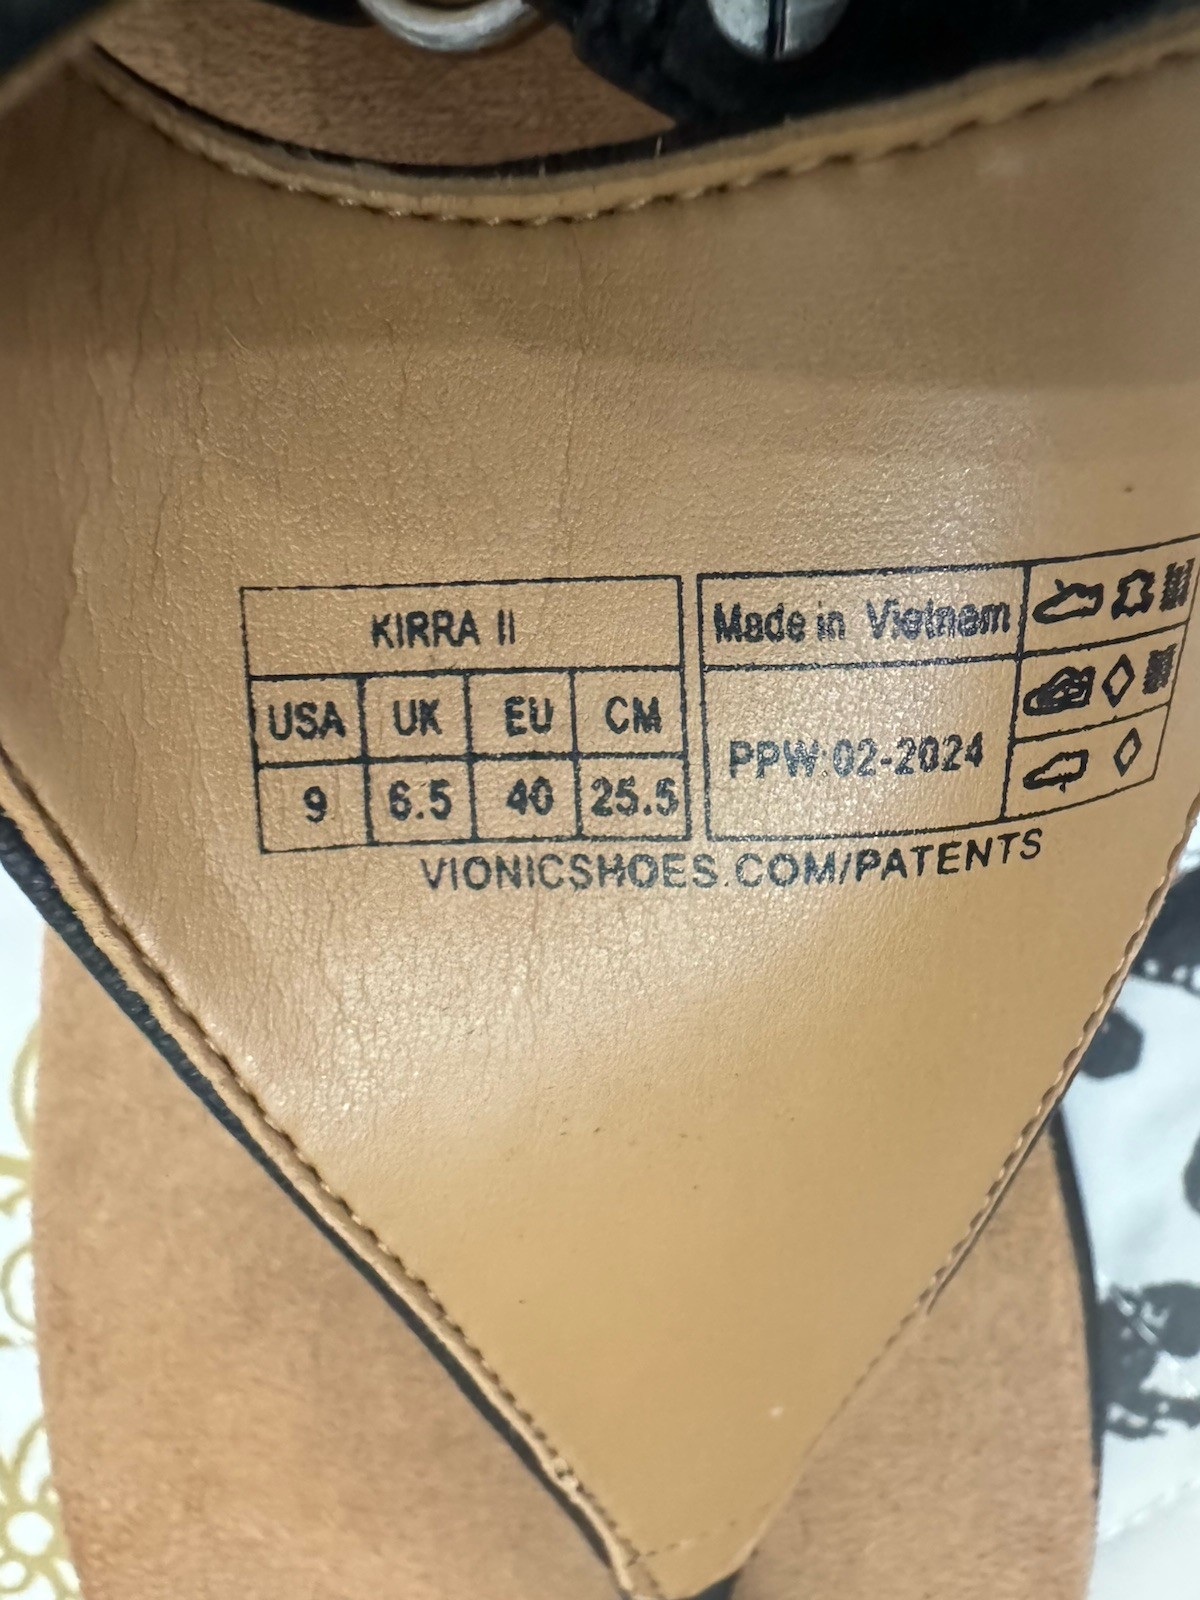 KIRRA II
USA UK EU CM
9 6.5 40 25.5
Made in Vietnam
PPW:02-2024
VIONICSHOES.COM/PATENTS